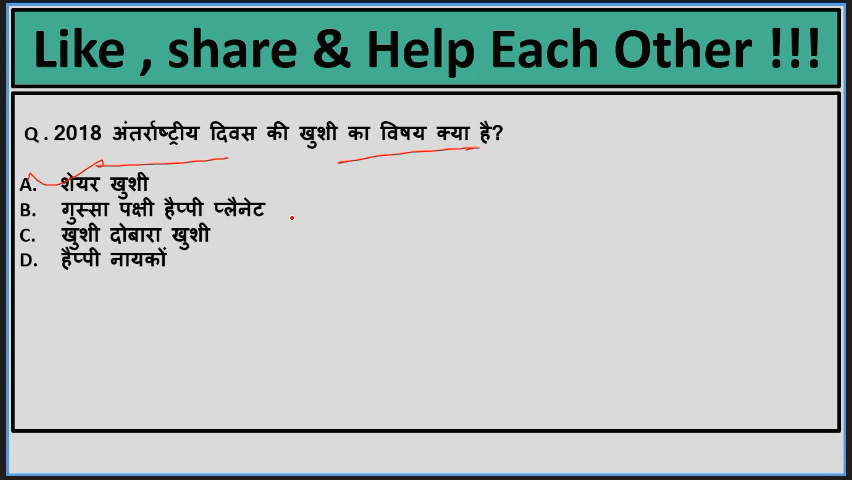 Like , share & Help Each Other !!!
Q . 2018 अंतर्राष्ट्रीय दिवस की खुशी का विषय क्या है?
A. शेयर खुशी
B. गुस्सा पक्षी हैप्पी प्लैनेट
C. खुशी दोबारा खुशी
D. हैप्पी नायकों